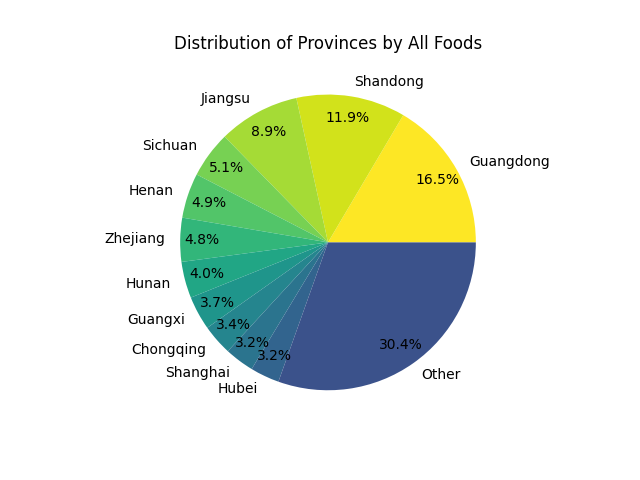 Distribution of Provinces by All Foods
Guangdong
16.5%
Shandong
11.9%
Jiangsu
8.9%
Sichuan
5.1%
Henan
4.9%
Zhejiang
4.8%
Hunan
4.0%
Guangxi
3.7%
Chongqing
3.4%
Shanghai
3.2%
Hubei
3.2%
Other
30.4%